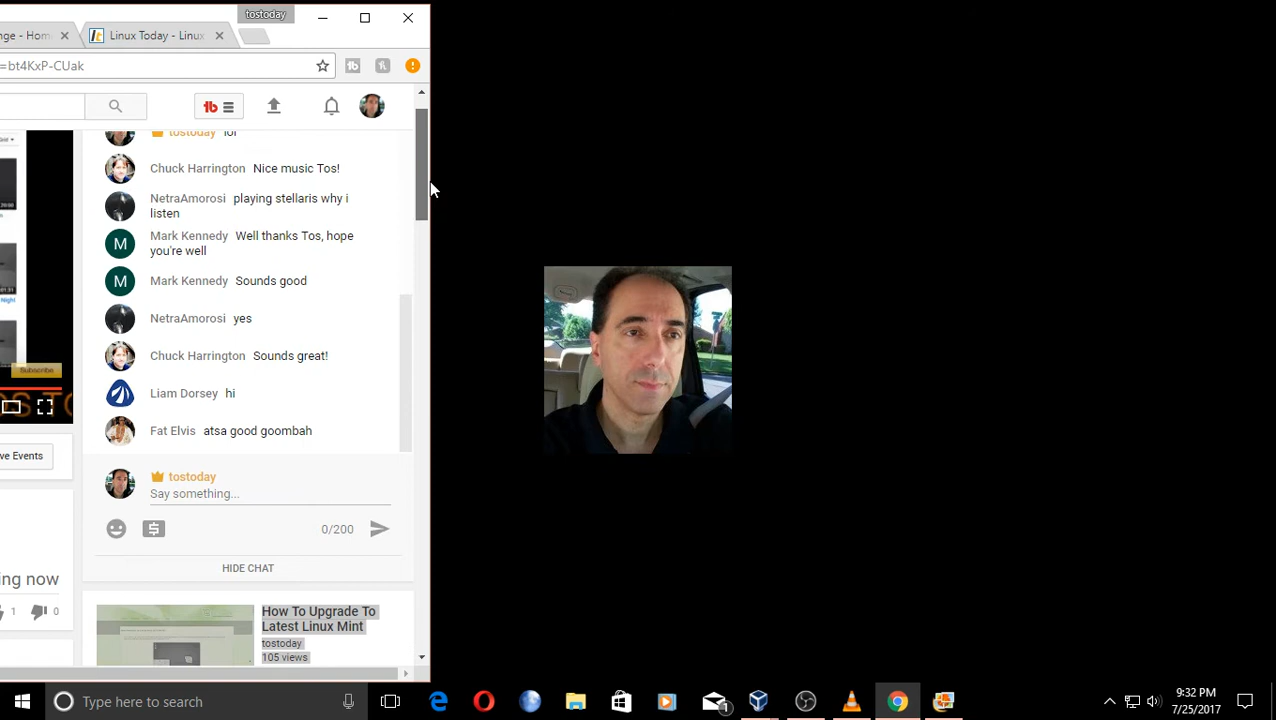 tostoday
nge - Hom
Linux Today - Linux
=bt4KxP-CUak
tostoday lol
Chuck Harrington Nice music Tos!
NetraAmorosi playing stellaris why i
listen
Mark Kennedy Well thanks Tos, hope
you're well
M
Mark Kennedy Sounds good
M
NetraAmorosi yes
Chuck Harrington Sounds great!
Liam Dorsey hi
Fat Elvis atsa good goombah
Subscribe
ve Events
tostoday
Say something...
0/200
HIDE CHAT
ing now
1 0
How To Upgrade To
Latest Linux Mint
tostoday
105 views
Type here to search
1
9:32 PM
7/25/2017